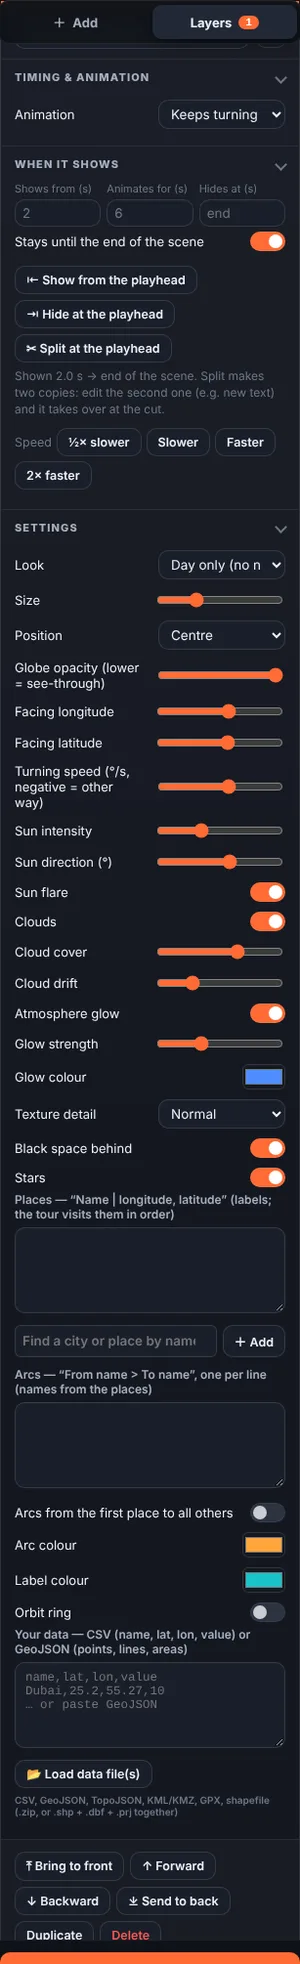 + Add
Layers 1
TIMING & ANIMATION
Animation
Keeps turning
WHEN IT SHOWS
Shows from (s) Animates for (s) Hides at (s)
2 6 end
Stays until the end of the scene
⇤ Show from the playhead
⇥ Hide at the playhead
✂ Split at the playhead
Shown 2.0 s → end of the scene. Split makes
two copies: edit the second one (e.g. new text)
and it takes over at the cut.
Speed ½× slower Slower Faster
2× faster
SETTINGS
Look Day only (no n
Size
Position Centre
Globe opacity (lower
= see-through)
Facing longitude
Facing latitude
Turning speed (°/s,
negative = other
way)
Sun intensity
Sun direction (°)
Sun flare
Clouds
Cloud cover
Cloud drift
Atmosphere glow
Glow strength
Glow colour
Texture detail Normal
Black space behind
Stars
Places — “Name | longitude, latitude” (labels;
the tour visits them in order)
Find a city or place by name + Add
Arcs — “From name > To name”, one per line
(names from the places)
Arcs from the first place to all others
Arc colour
Label colour
Orbit ring
Your data — CSV (name, lat, lon, value) or
GeoJSON (points, lines, areas)
name,lat,lon,value
Dubai,25.2,55.27,10
… or paste GeoJSON
📂 Load data file(s)
CSV, GeoJSON, TopoJSON, KML/KMZ, GPX, shapefile
(.zip, or .shp + .dbf + .prj together)
⤒ Bring to front ↑ Forward
↓ Backward ⤓ Send to back
Duplicate Delete